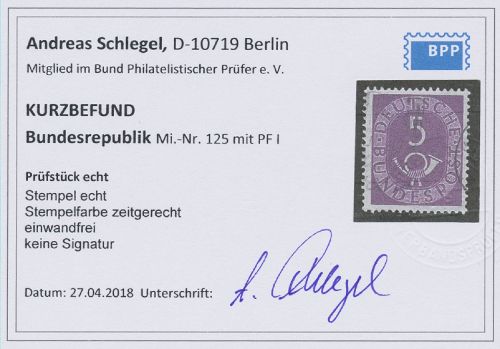 Andreas Schlegel, D-10719 Berlin
Mitglied im Bund Philatelistischer Prüfer e. V.
BPP
KURZBEFUND
Bundesrepublik Mi.-Nr. 125 mit PF I
DEUTSCHE
BUNDESPOST
5
Prüfstück echt
Stempel echt
Stempelfarbe zeitgerecht
einwandfrei
keine Signatur
Datum: 27.04.2018 Unterschrift: A. Schlegel